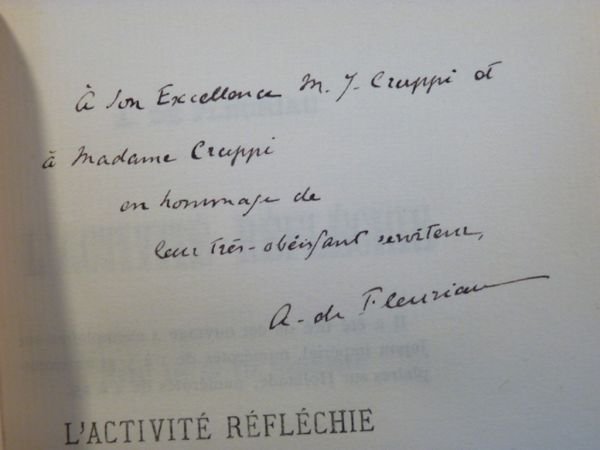 À Son Excellence M. J. Cruppi et
à Madame Cruppi
en hommage de
leur très-obéissant serviteur,
A. de Fleuriau
L'ACTIVITÉ RÉFLÉCHIE